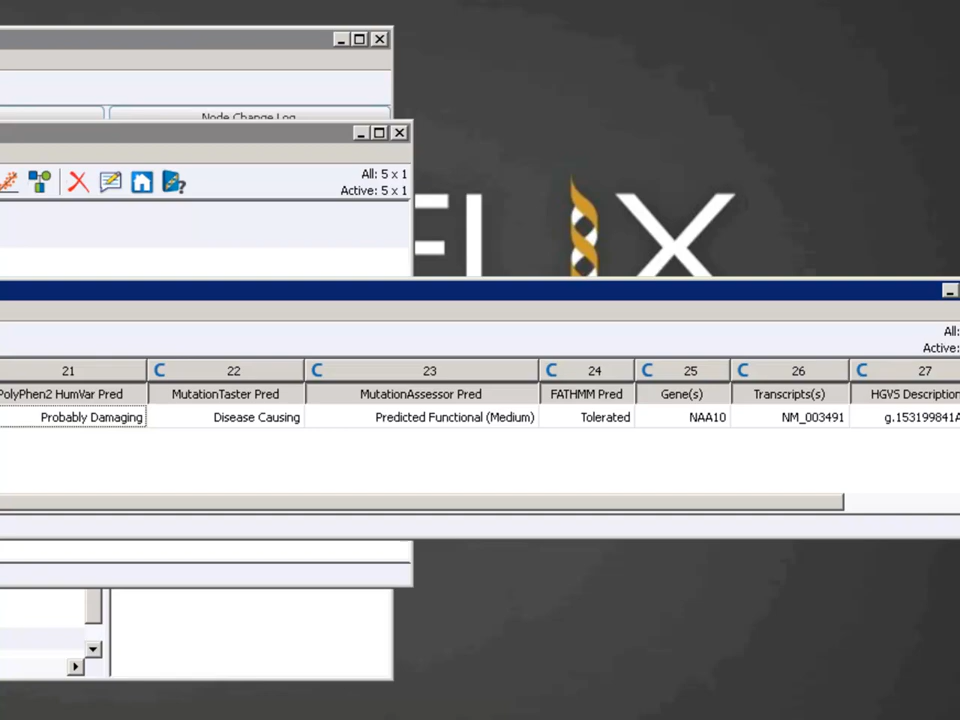 Node Change Log
All: 5 x 1
Active: 5 x 1
FLIX
All:
Active:
21 C 22 C 23 C 24 C 25 C 26 C 27
PolyPhen2 HumVar Pred MutationTaster Pred MutationAssessor Pred FATHMM Pred Gene(s) Transcripts(s) HGVS Description
Probably Damaging Disease Causing Predicted Functional (Medium) Tolerated NAA10 NM_003491 g.153199841A